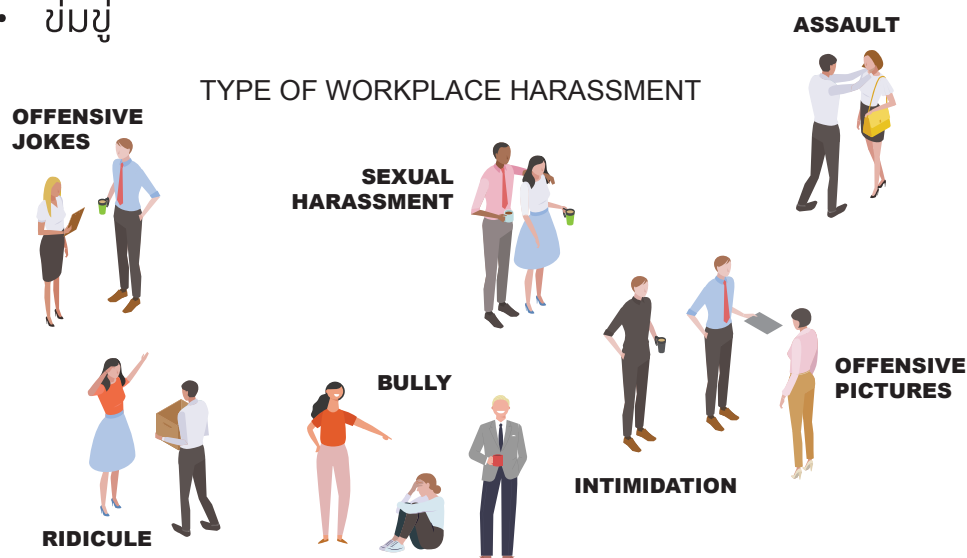 • ข่มขู่
ASSAULT
TYPE OF WORKPLACE HARASSMENT
OFFENSIVE
JOKES
SEXUAL
HARASSMENT
OFFENSIVE
PICTURES
BULLY
INTIMIDATION
RIDICULE